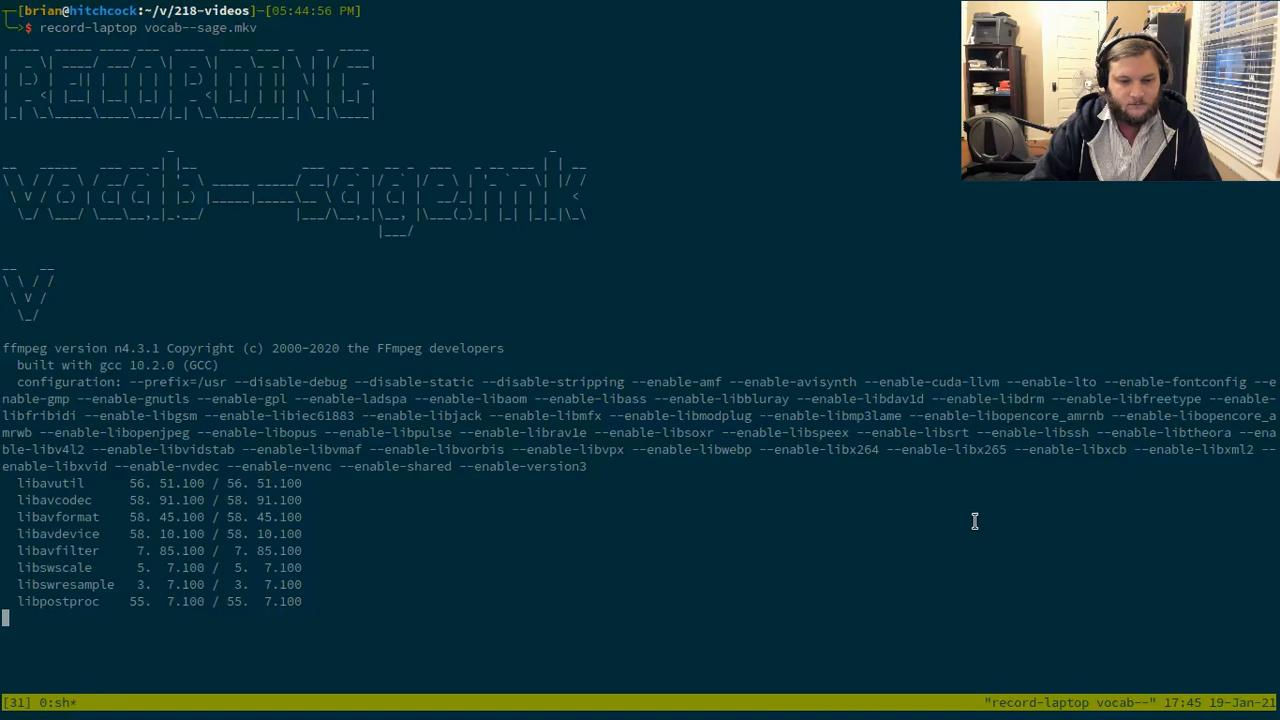 [brian@hitchcock:~/v/218-videos]-[05:44:56 PM]
$ record-laptop vocab--sage.mkv
RECORDING
vocab--sage.mk
v
ffmpeg version n4.3.1 Copyright (c) 2000-2020 the FFmpeg developers
built with gcc 10.2.0 (GCC)
configuration: --prefix=/usr --disable-debug --disable-static --disable-stripping --enable-amf --enable-avisynth --enable-cuda-llvm --enable-lto --enable-fontconfig --e
nable-gmp --enable-gnutls --enable-gpl --enable-ladspa --enable-libaom --enable-libass --enable-libbluray --enable-libdav1d --enable-libdrm --enable-libfreetype --enable-
libfribidi --enable-libgsm --enable-libiec61883 --enable-libjack --enable-libmfx --enable-libmodplug --enable-libmp3lame --enable-libopencore_amrnb --enable-libopencore_a
mrwb --enable-libopenjpeg --enable-libopus --enable-libpulse --enable-librav1e --enable-libsoxr --enable-libspeex --enable-libsrt --enable-libssh --enable-libtheora --ena
ble-libv4l2 --enable-libvidstab --enable-libvmaf --enable-libvorbis --enable-libvpx --enable-libwebp --enable-libx264 --enable-libx265 --enable-libxcb --enable-libxml2 --
enable-libxvid --enable-nvdec --enable-nvenc --enable-shared --enable-version3
libavutil 56. 51.100 / 56. 51.100
libavcodec 58. 91.100 / 58. 91.100
libavformat 58. 45.100 / 58. 45.100
libavdevice 58. 10.100 / 58. 10.100
libavfilter 7. 85.100 / 7. 85.100
libswscale 5. 7.100 / 5. 7.100
libswresample 3. 7.100 / 3. 7.100
libpostproc 55. 7.100 / 55. 7.100
[31] 0:sh* "record-laptop vocab--" 17:45 19-Jan-21